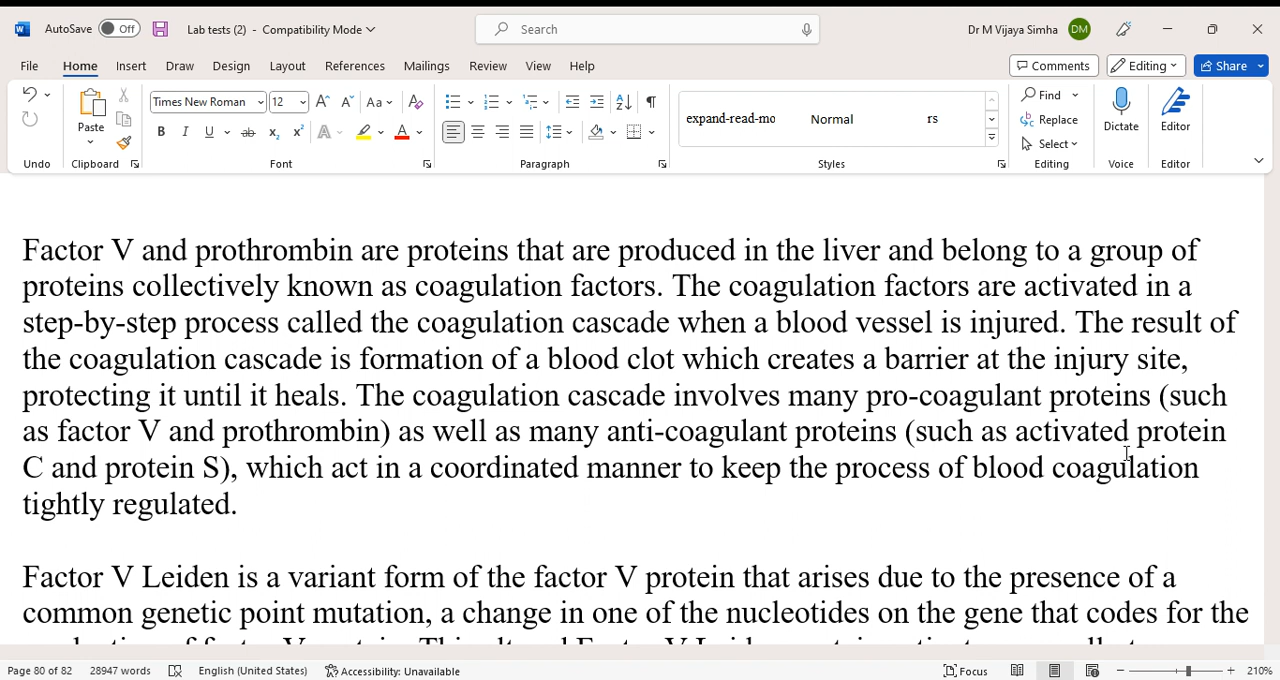 AutoSave Off Lab tests (2) - Compatibility Mode Search Dr M Vijaya Simha DM
File Home Insert Draw Design Layout References Mailings Review View Help Comments Editing Share
Paste Times New Roman 12 Aa expand-read-mo Normal rs Find Replace Select Dictate Editor
Undo Clipboard Font Paragraph Styles Editing Voice Editor
Factor V and prothrombin are proteins that are produced in the liver and belong to a group of
proteins collectively known as coagulation factors. The coagulation factors are activated in a
step-by-step process called the coagulation cascade when a blood vessel is injured. The result of
the coagulation cascade is formation of a blood clot which creates a barrier at the injury site,
protecting it until it heals. The coagulation cascade involves many pro-coagulant proteins (such
as factor V and prothrombin) as well as many anti-coagulant proteins (such as activated protein
C and protein S), which act in a coordinated manner to keep the process of blood coagulation
tightly regulated.
Factor V Leiden is a variant form of the factor V protein that arises due to the presence of a
common genetic point mutation, a change in one of the nucleotides on the gene that codes for the
Page 80 of 82 28947 words English (United States) Accessibility: Unavailable Focus 210%